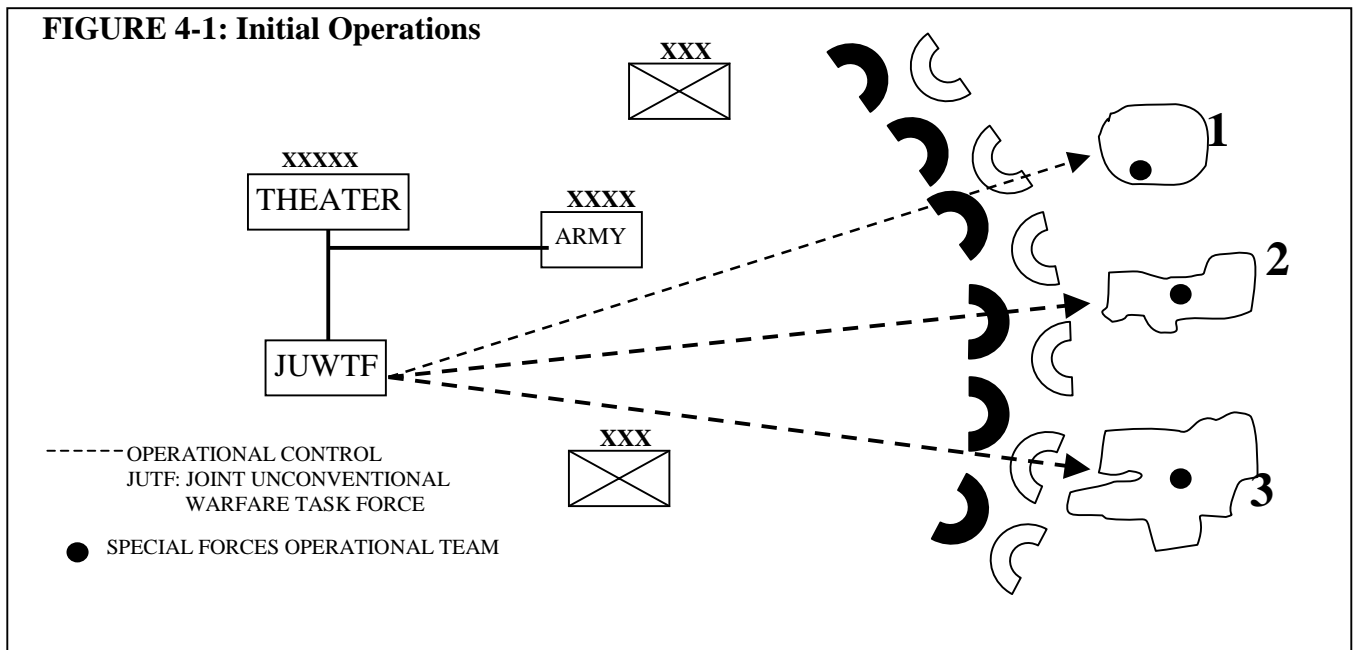 FIGURE 4-1: Initial Operations
XXX
1
XXXXX
THEATER
XXXX
ARMY
2
JUWTF
XXX
3
OPERATIONAL CONTROL
JUTF: JOINT UNCONVENTIONAL
WARFARE TASK FORCE
SPECIAL FORCES OPERATIONAL TEAM